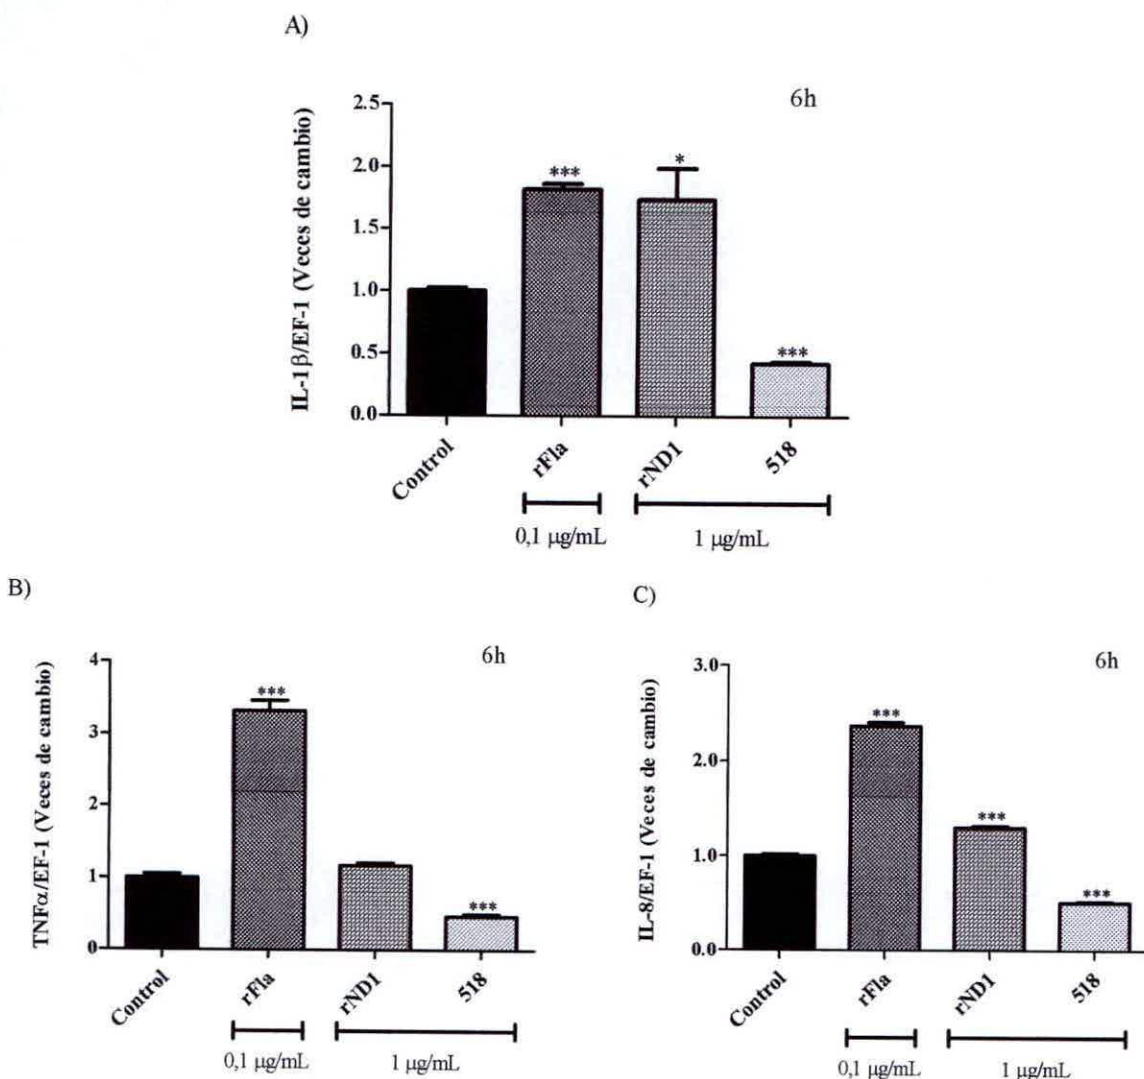 A)
6h
IL-1β/EF-1 (Veces de cambio)
2.5
2.0
1.5
1.0
0.5
0.0
***
*
***
Control
rFla
rND1
518
0,1 μg/mL
1 μg/mL
B)
6h
TNFα/EF-1 (Veces de cambio)
4
3
2
1
0
***
***
Control
rFla
rND1
518
0,1 μg/mL
1 μg/mL
C)
6h
IL-8/EF-1 (Veces de cambio)
3.0
2.0
1.0
0.0
***
***
***
Control
rFla
rND1
518
0,1 μg/mL
1 μg/mL